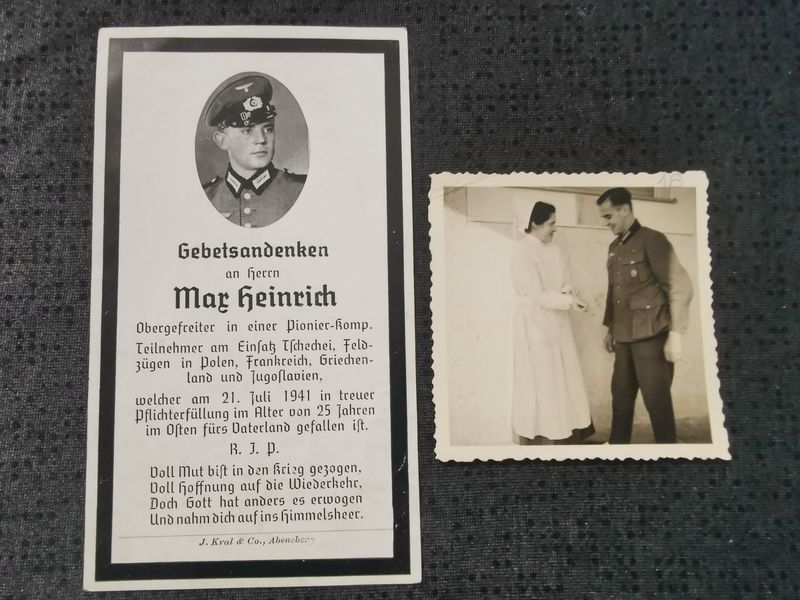 Gebetsandenken
an Herrn
Max Heinrich
Obergefreiter in einer Pionier-Komp.
Teilnehmer am Einsatz Tschechei, Feld-
zügen in Polen, Frankreich, Griechen-
land und Jugoslavien,
welcher am 21. Juli 1941 in treuer
Pflichterfüllung im Alter von 25 Jahren
im Osten fürs Vaterland gefallen ist.
R. I. P.
Voll Mut bist in den Krieg gezogen,
Voll Hoffnung auf die Wiederkehr,
Doch Gott hat anders es erwogen
Und nahm dich auf ins Himmelsheer.
J. Kral & Co., Abensberg